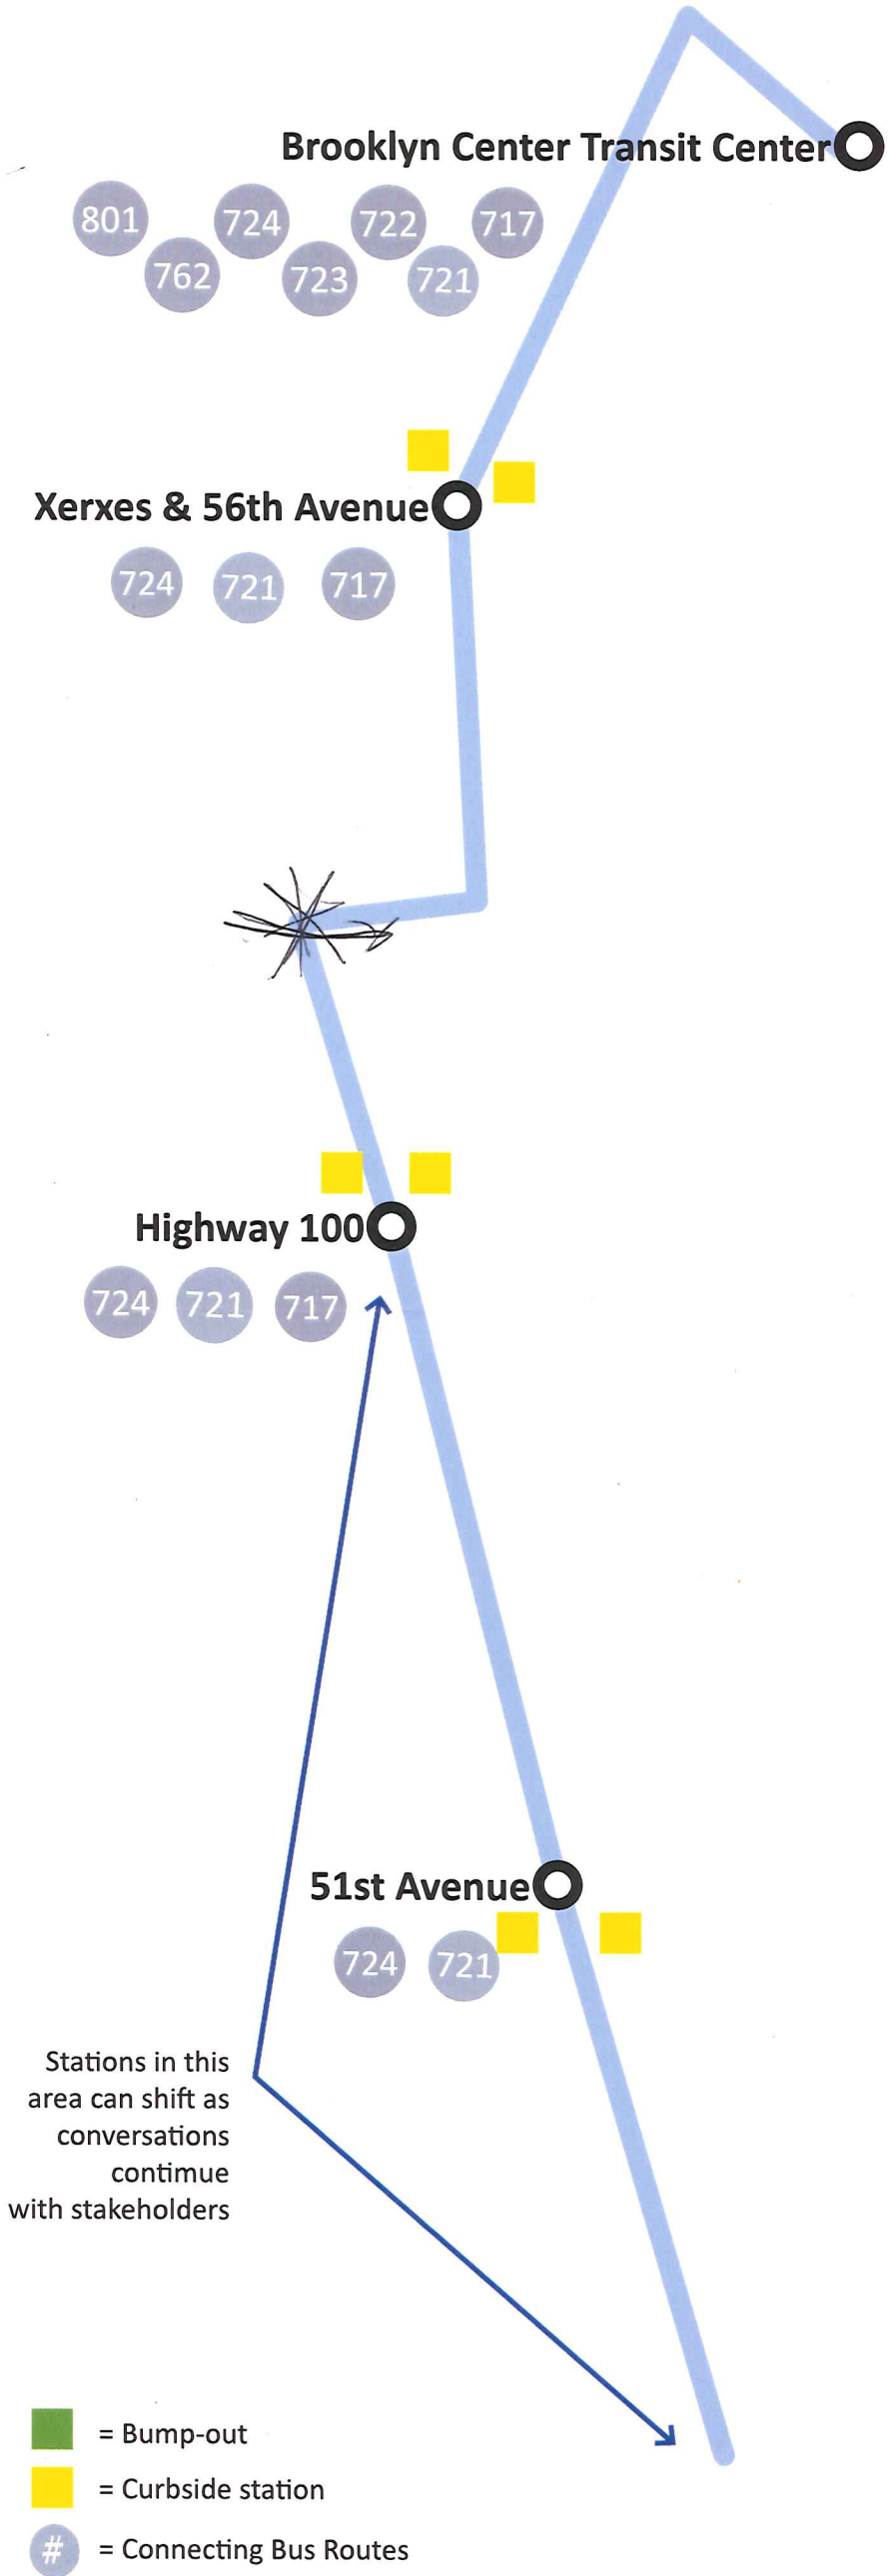 Brooklyn Center Transit Center
801 724 722 717
762 723 721
Xerxes & 56th Avenue
724 721 717
Highway 100
724 721 717
51st Avenue
724 721
Stations in this
area can shift as
conversations
contimue
with stakeholders
= Bump-out
= Curbside station
# = Connecting Bus Routes